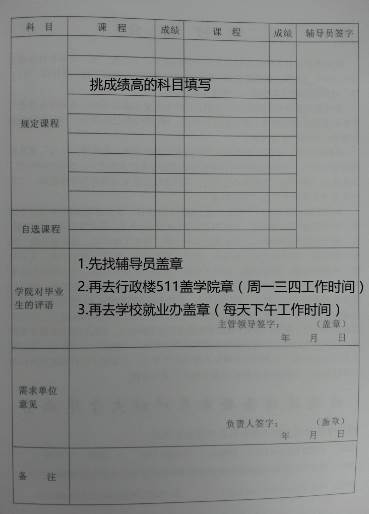 科 目 课 程 成绩 课 程 成绩 辅导员签字
挑成绩高的科目填写
规定课程
自选课程
1.先找辅导员盖章
2.再去行政楼511盖学院章（周一三四工作时间）
学院对毕业
生的评语
3.再去学校就业办盖章（每天下午工作时间）
主管领导签字： （盖章）
年 月 日
需求单位
意见
负责人签字： （盖章）
年 月 日
备 注